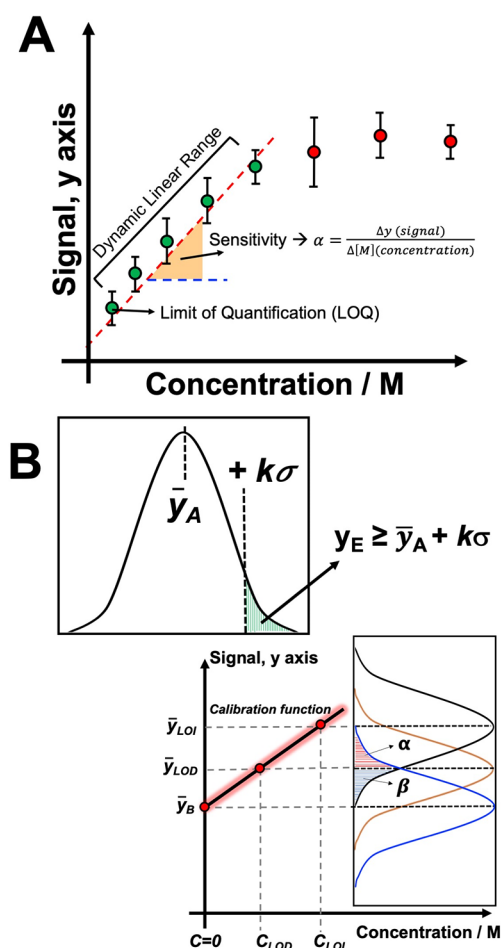 A
Signal, y axis
Dynamic Linear Range
Sensitivity → α = Δy (signal) / Δ[M](concentration)
Limit of Quantification (LOQ)
Concentration / M
B
+ kσ
ȳA
yE ≥ ȳA + kσ
Signal, y axis
Calibration function
ȳLOI
ȳLOD
ȳB
α
β
C=0
CLOD
CLOI
Concentration / M